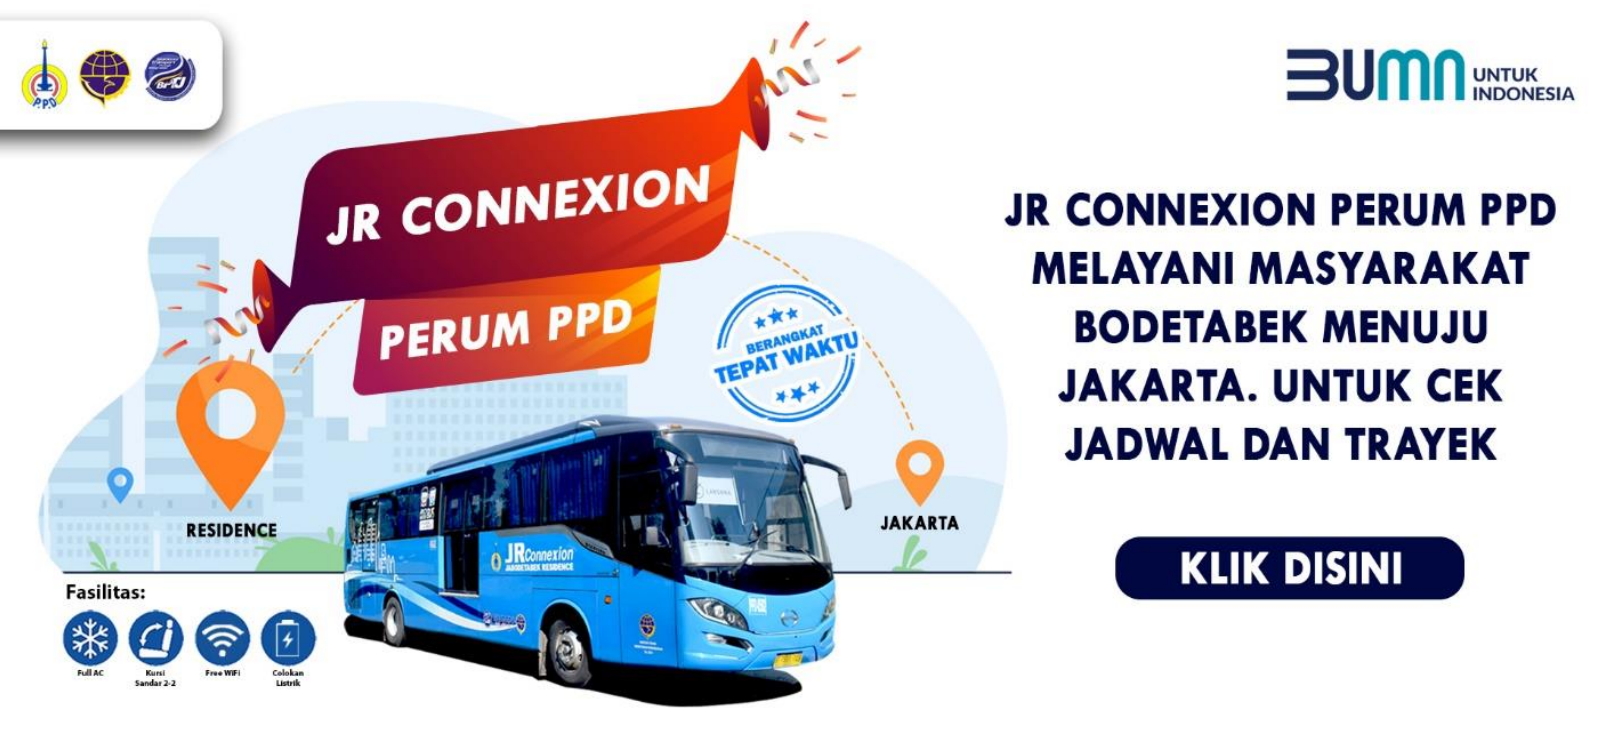 P.P.D
BPTJ
BUMN
UNTUK
INDONESIA
JR CONNEXION
PERUM PPD
BERANGKAT
TEPAT WAKTU
JR CONNEXION PERUM PPD
MELAYANI MASYARAKAT
BODETABEK MENUJU
JAKARTA. UNTUK CEK
JADWAL DAN TRAYEK
KLIK DISINI
RESIDENCE
JAKARTA
LAKSANA
JRConnexion
JABODETABEK RESIDENCE
Fasilitas:
Full AC
Kursi
Sandar 2-2
Free WiFi
Colokan
Listrik